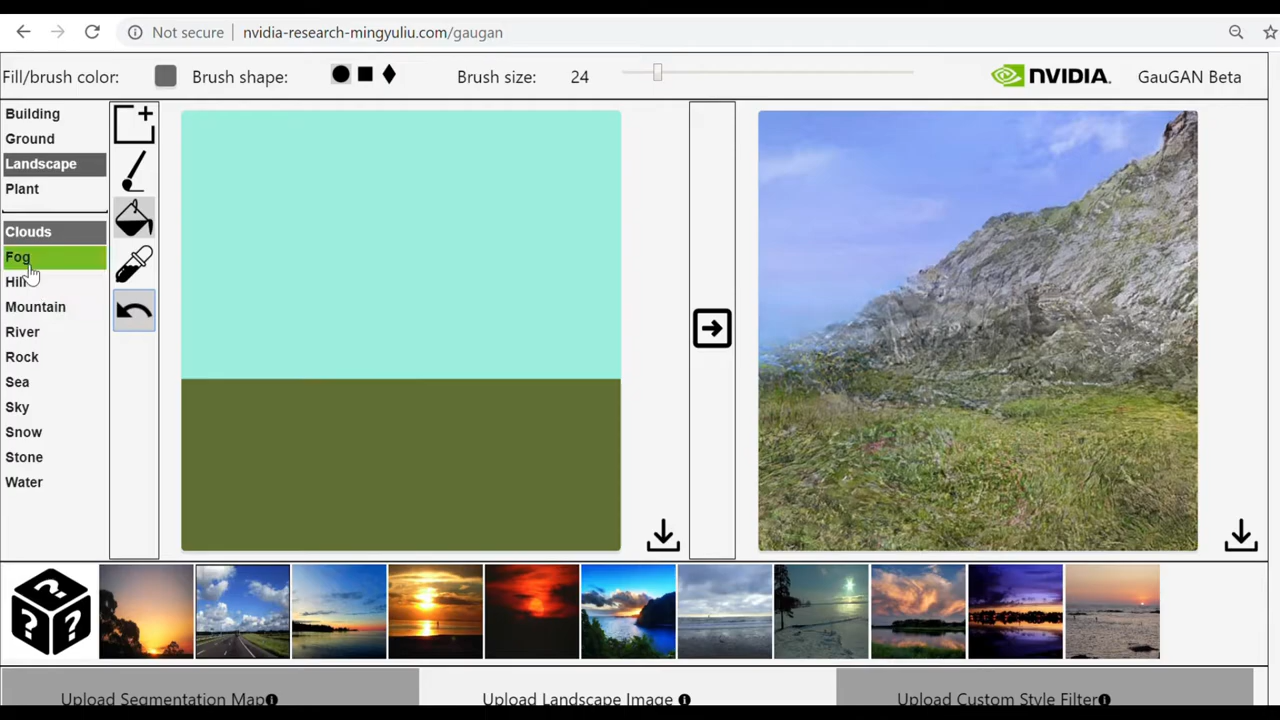 Not secure nvidia-research-mingyuliu.com/gaugan
Fill/brush color: Brush shape: Brush size: 24 NVIDIA. GauGAN Beta
Building
Ground
Landscape
Plant
Clouds
Fog
Hill
Mountain
River
Rock
Sea
Sky
Snow
Stone
Water
? ? ?
Upload Segmentation Map Upload Landscape Image Upload Custom Style Filter